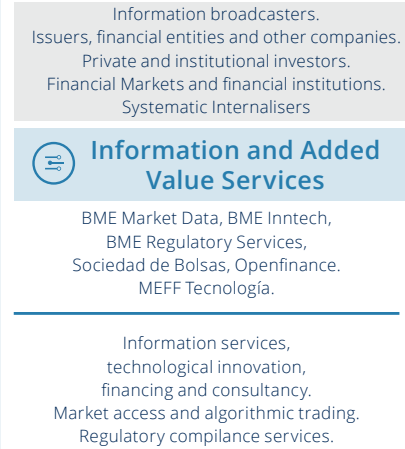 Information broadcasters.
Issuers, financial entities and other companies.
Private and institutional investors.
Financial Markets and financial institutions.
Systematic Internalisers
Information and Added
Value Services
BME Market Data, BME Inntech,
BME Regulatory Services,
Sociedad de Bolsas, Openfinance.
MEFF Tecnología.
Information services,
technological innovation,
financing and consultancy.
Market access and algorithmic trading.
Regulatory compilance services.